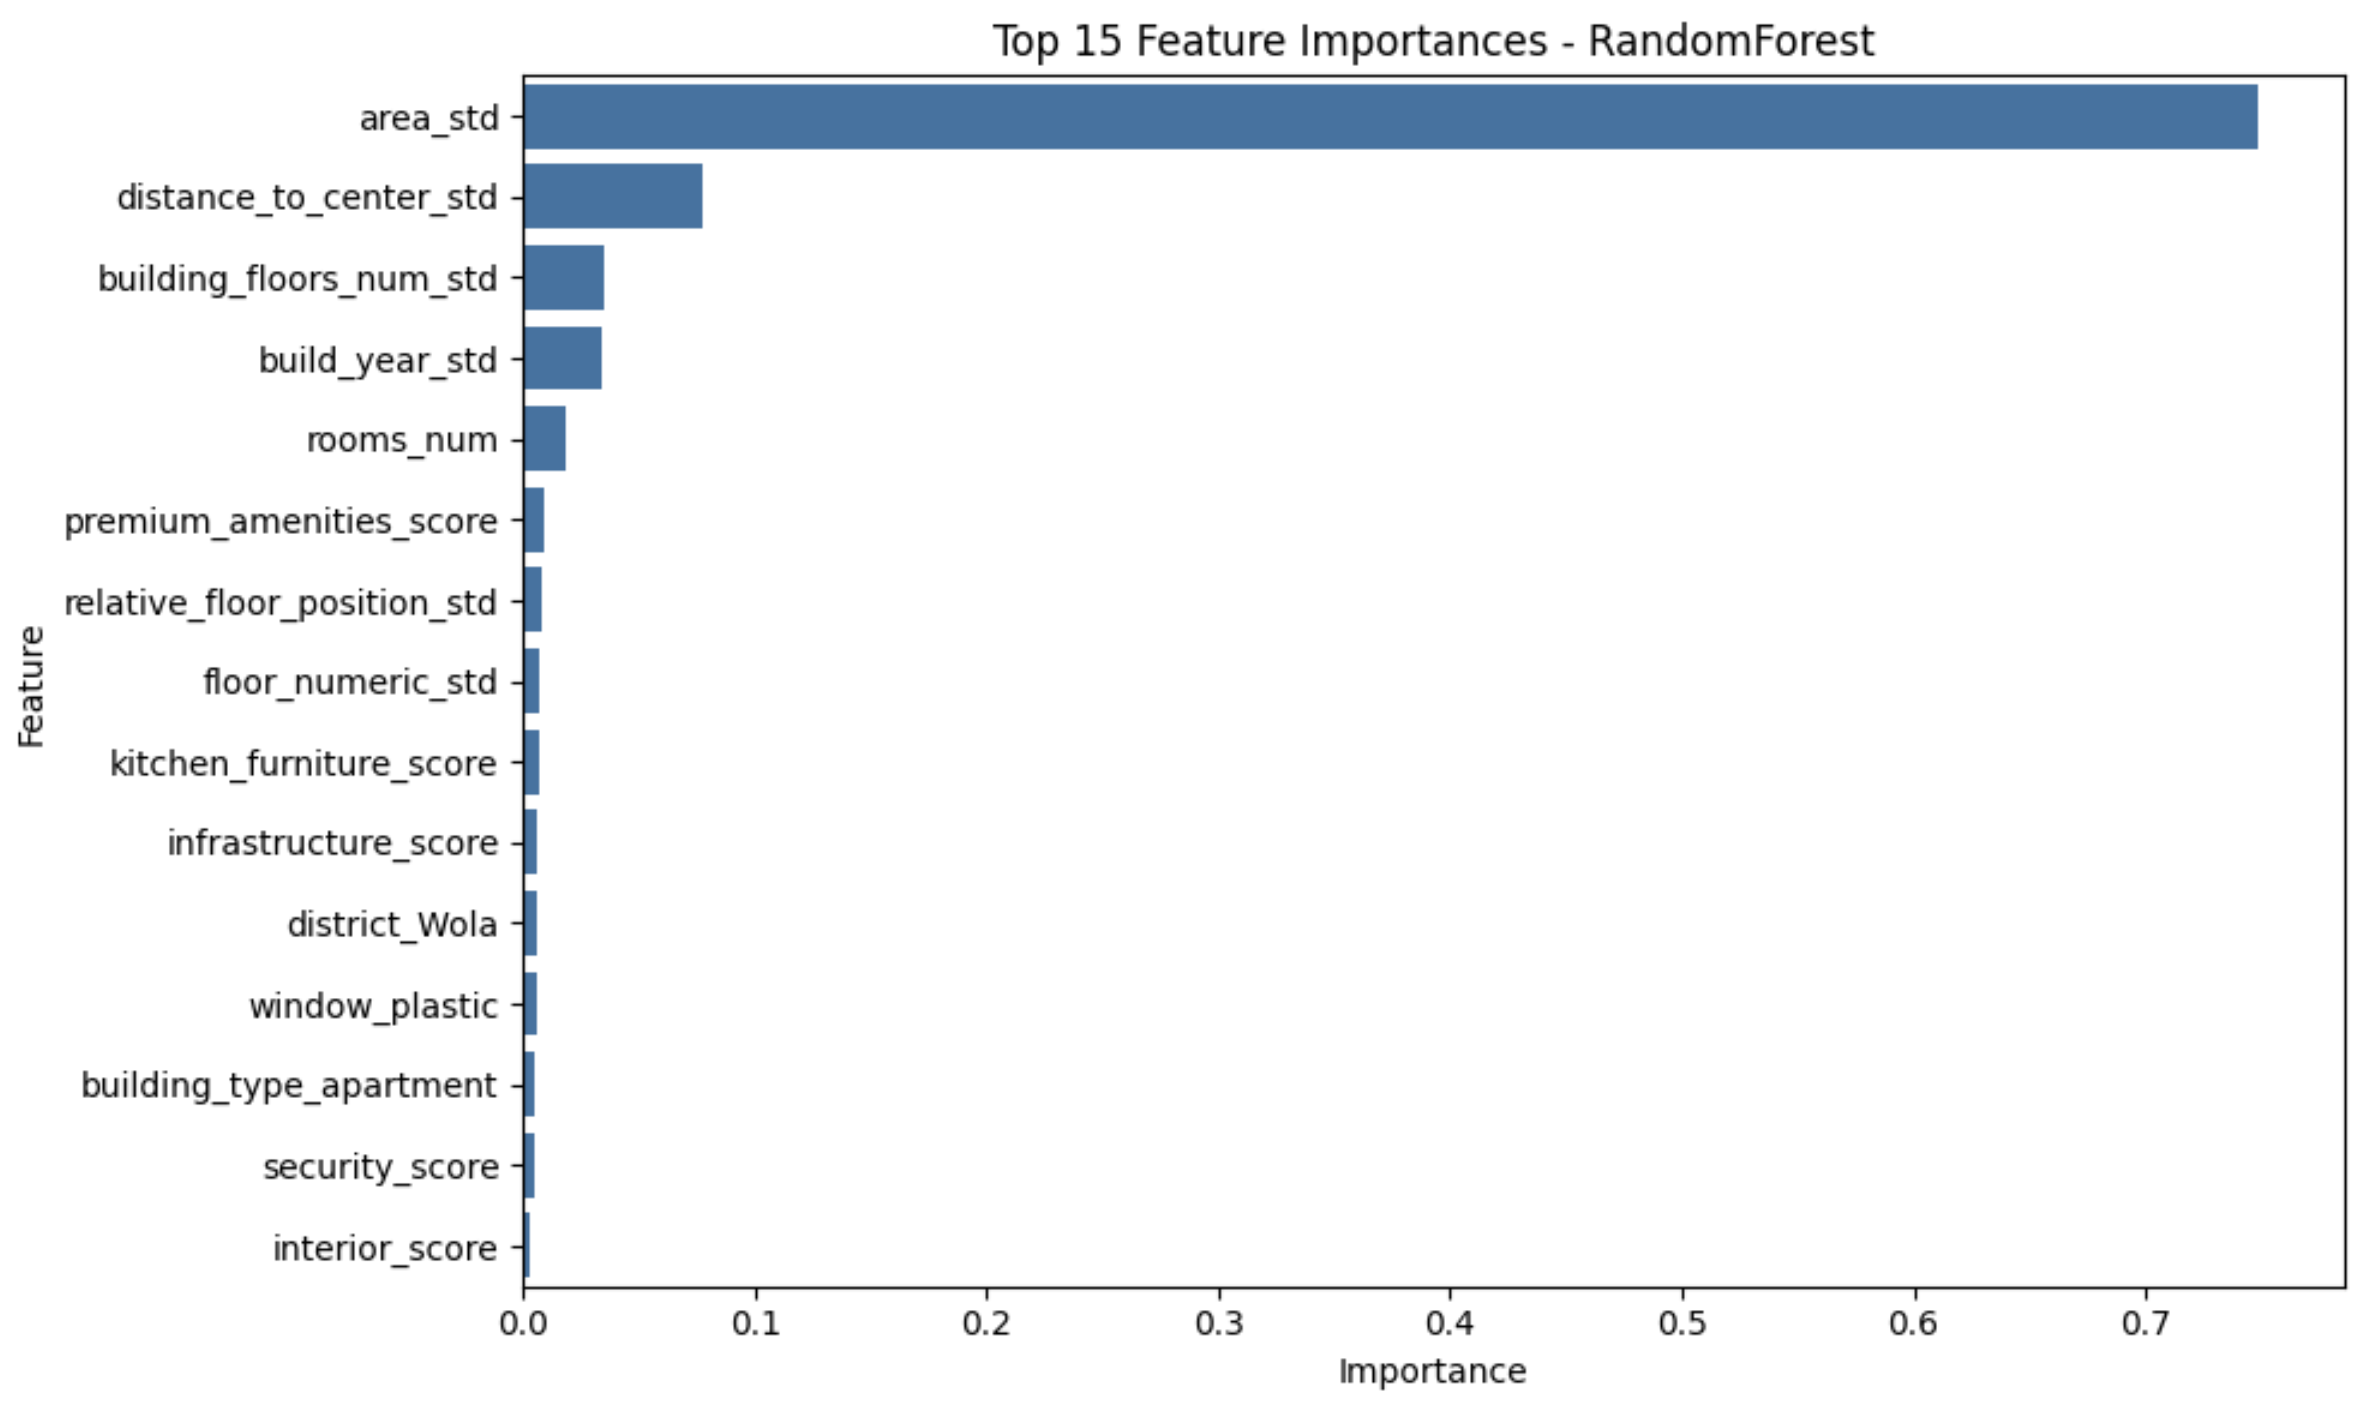 Top 15 Feature Importances - RandomForest
Feature
area_std
distance_to_center_std
building_floors_num_std
build_year_std
rooms_num
premium_amenities_score
relative_floor_position_std
floor_numeric_std
kitchen_furniture_score
infrastructure_score
district_Wola
window_plastic
building_type_apartment
security_score
interior_score
0.0 0.1 0.2 0.3 0.4 0.5 0.6 0.7
Importance